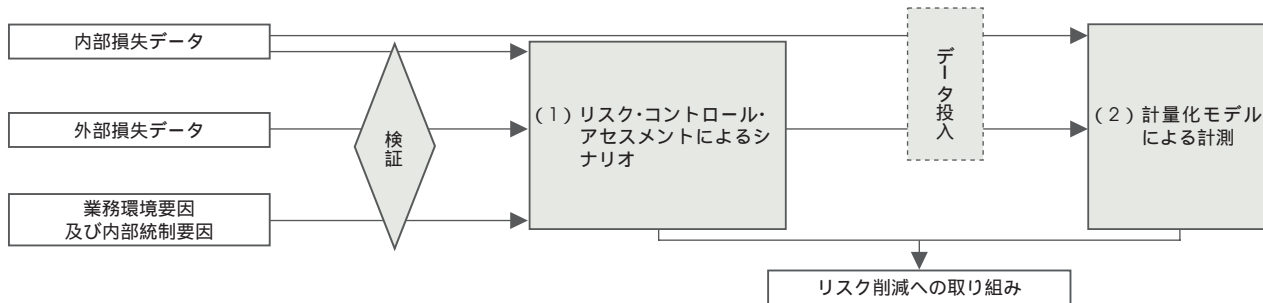 内部損失データ
外部損失データ
業務環境要因
及び内部統制要因
検証
(1)リスク・コントロール・
アセスメントによるシ
ナリオ
データ投入
(2)計量化モデル
による計測
リスク削減への取り組み